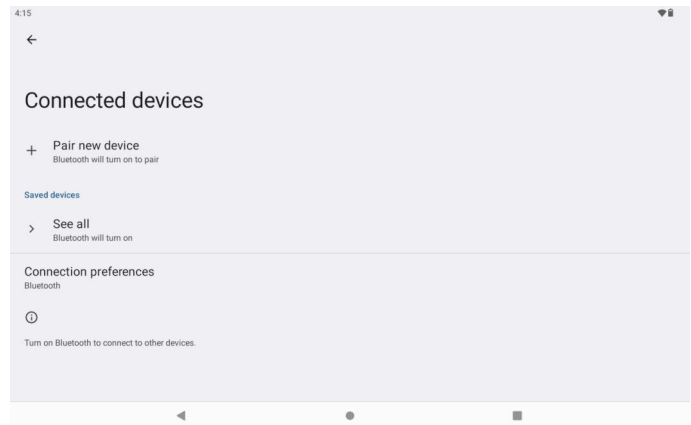 4:15
Connected devices
Pair new device
Bluetooth will turn on to pair
Saved devices
See all
Bluetooth will turn on
Connection preferences
Bluetooth
Turn on Bluetooth to connect to other devices.